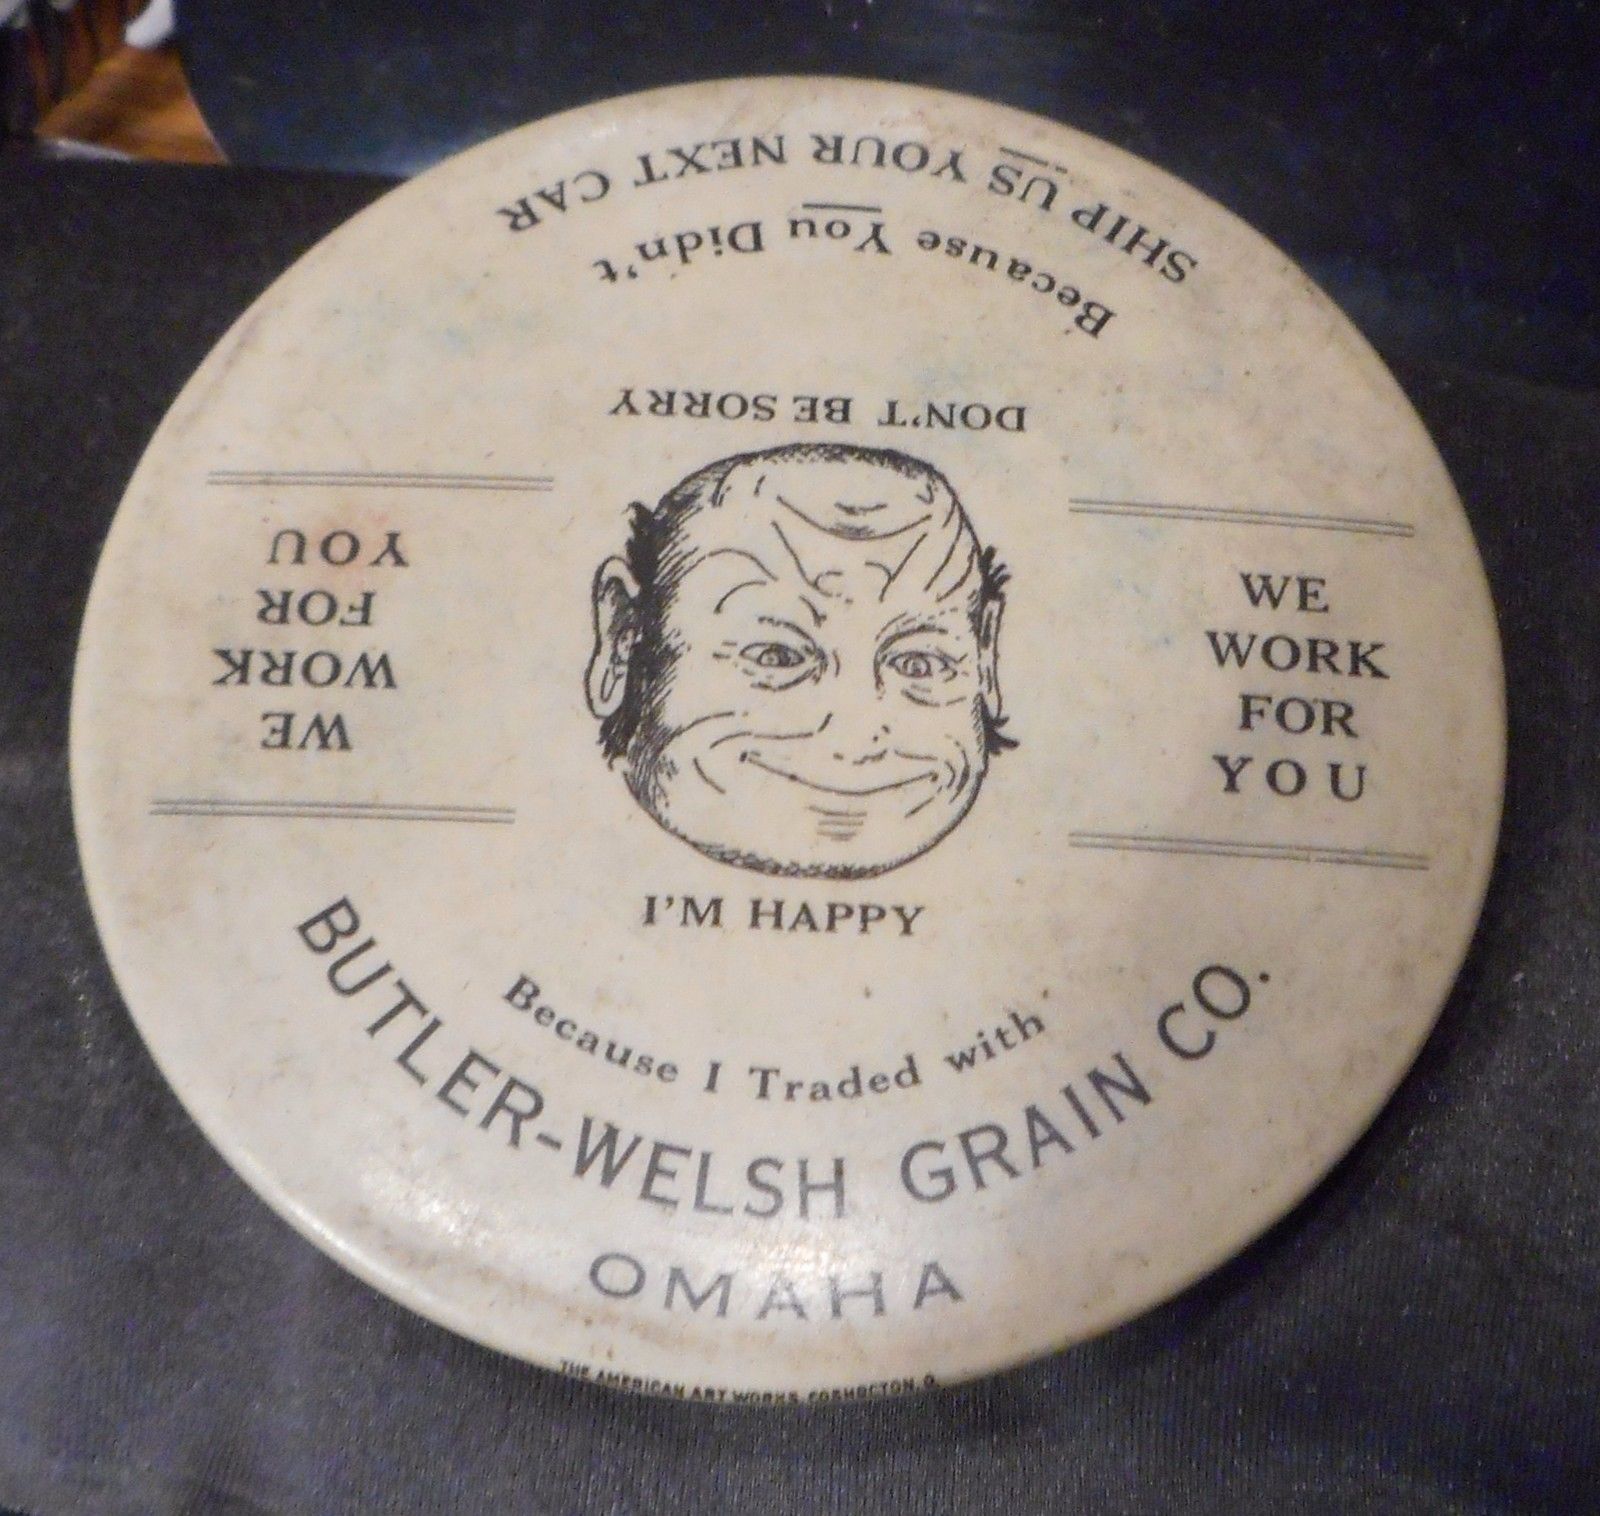 WE
WORK
FOR
YOU
I'M HAPPY
Because I Traded with
BUTLER-WELSH GRAIN CO.
OMAHA
THE AMERICAN ART WORKS, COSHOCTON, O.
WE
WORK
FOR
YOU
DON'T BE SORRY
Because You Didn't
SHIP US YOUR NEXT CAR